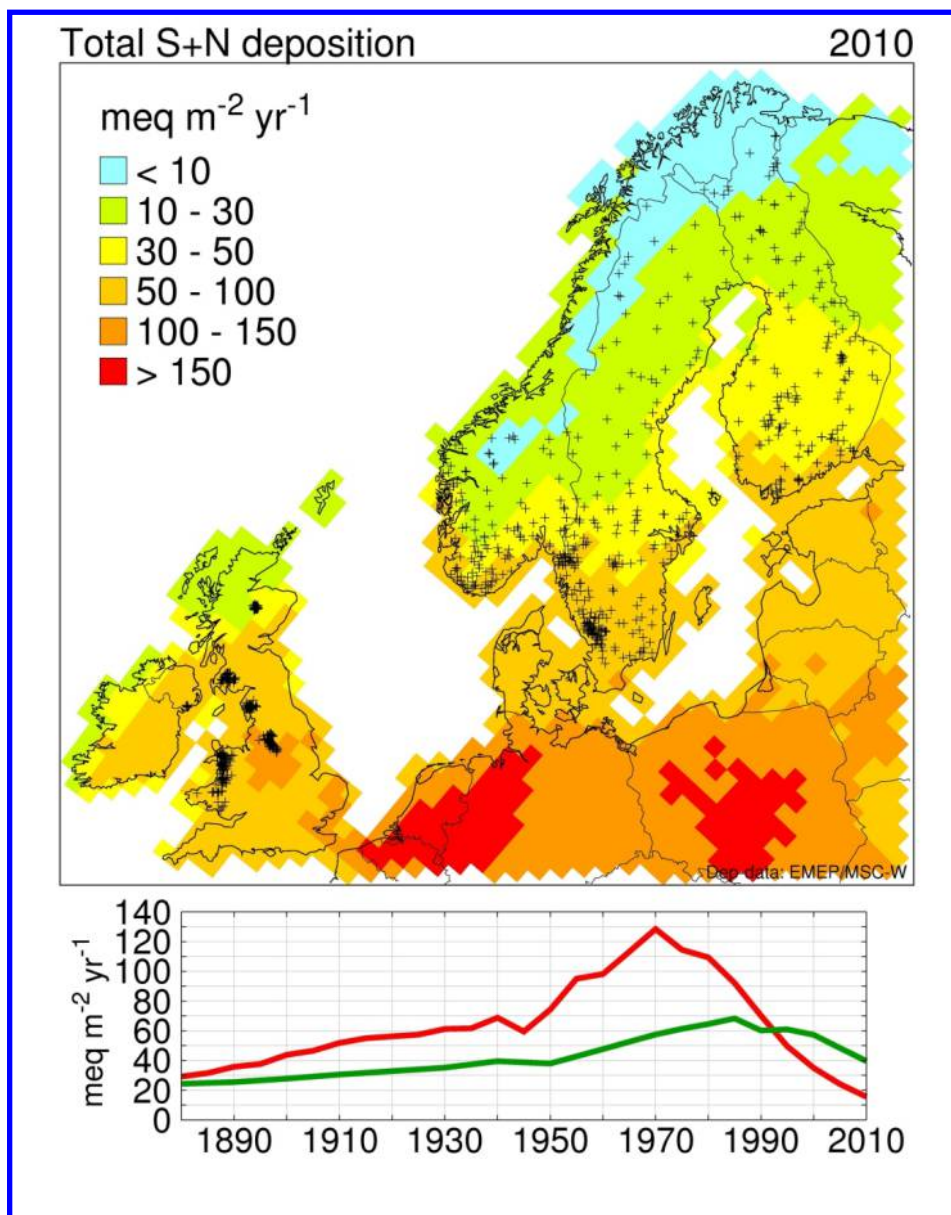 Total S+N deposition 2010
meq m⁻² yr⁻¹
< 10
10 - 30
30 - 50
50 - 100
100 - 150
> 150
Dep data: EMEP/MSC-W
140
120
100
80
60
40
20
0
meq m⁻² yr⁻¹
1890 1910 1930 1950 1970 1990 2010